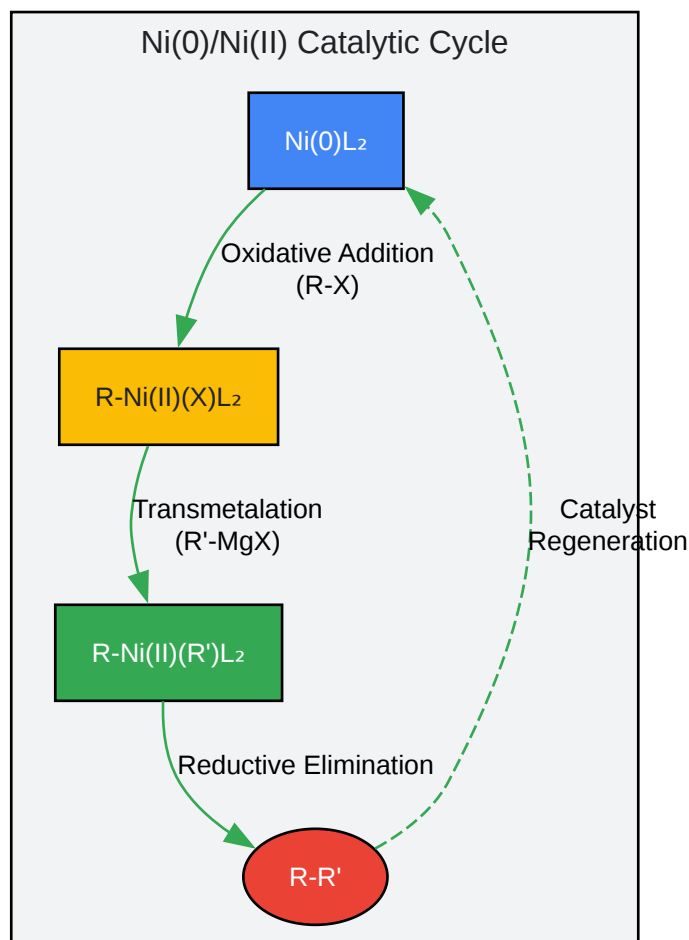 Ni(0)/Ni(II) Catalytic Cycle
Ni(0)L₂
Oxidative Addition
(R-X)
R-Ni(II)(X)L₂
Transmetalation
(R'-MgX)
Catalyst
Regeneration
R-Ni(II)(R')L₂
Reductive Elimination
R-R'